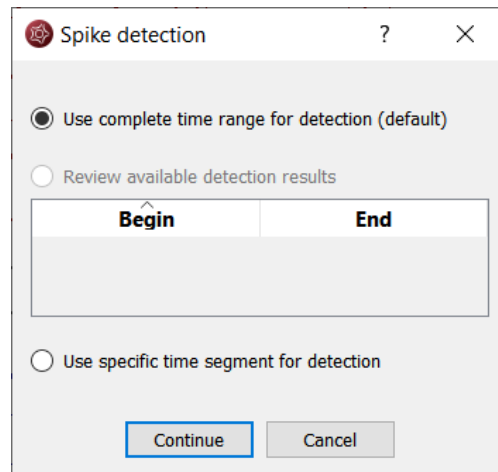 Spike detection ? ×
Use complete time range for detection (default)
Review available detection results
Begin End
Use specific time segment for detection
Continue Cancel